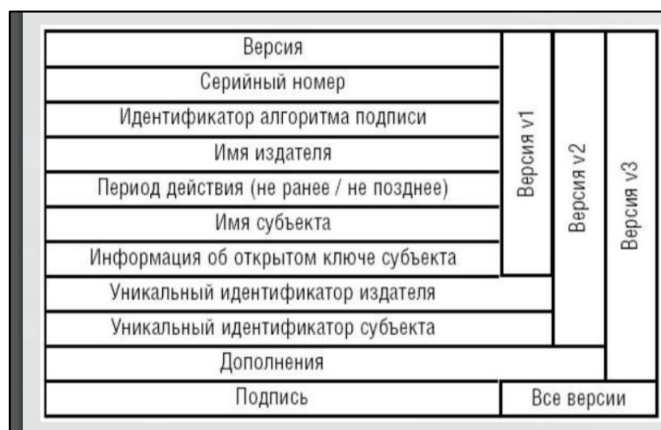 Версия
Серийный номер
Идентификатор алгоритма подписи
Имя издателя
Период действия (не ранее / не позднее)
Имя субъекта
Информация об открытом ключе субъекта
Уникальный идентификатор издателя
Уникальный идентификатор субъекта
Дополнения
Подпись
Версия v1
Версия v2
Версия v3
Все версии